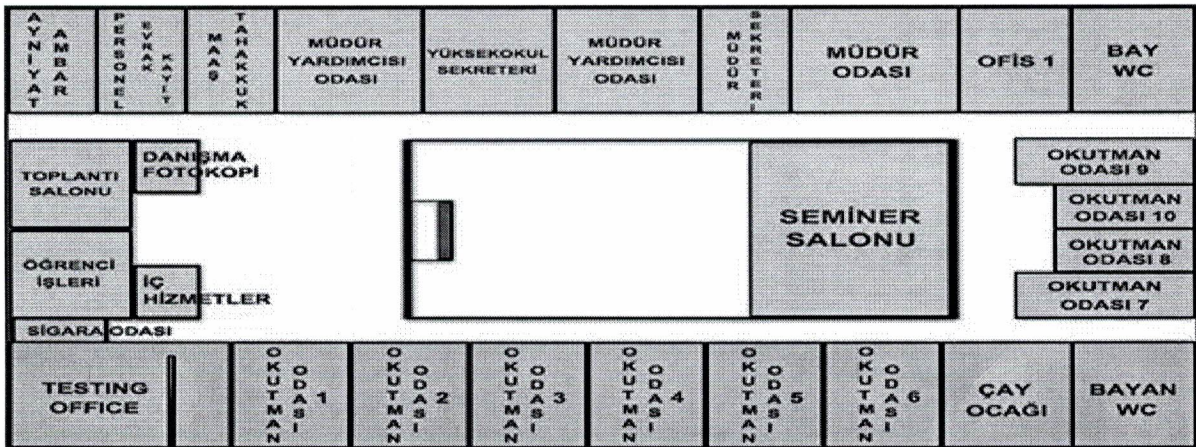 AYNİYAT
AMBAR
PERSONEL
EVRAK
KAYIT
MAAŞ
TAHAKKUK
MÜDÜR
YARDIMCISI
ODASI
YÜKSEKOKUL
SEKRETERİ
MÜDÜR
YARDIMCISI
ODASI
MÜDÜR
SEKRETERİ
MÜDÜR
ODASI
OFİS 1
BAY
WC
TOPLANTI
SALONU
DANIŞMA
FOTOKOPİ
SEMİNER
SALONU
OKUTMAN
ODASI 9
OKUTMAN
ODASI 10
OKUTMAN
ODASI 8
OKUTMAN
ODASI 7
ÖĞRENCİ
İŞLERİ
İÇ
HİZMETLER
SİGARA ODASI
TESTING
OFFICE
OKUTMAN
ODASI 1
OKUTMAN
ODASI 2
OKUTMAN
ODASI 3
OKUTMAN
ODASI 4
OKUTMAN
ODASI 5
OKUTMAN
ODASI 6
ÇAY
OCAĞI
BAYAN
WC